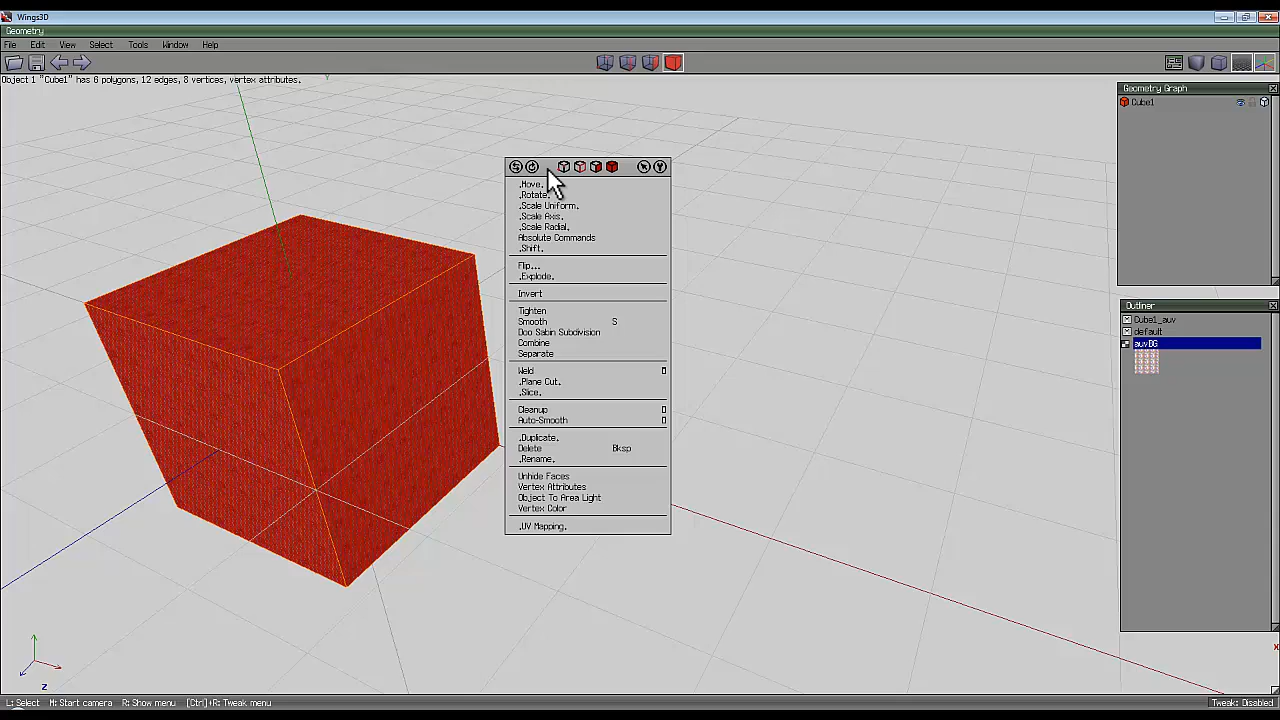 Wings3D
Geometry
File Edit View Select Tools Window Help
Object 1 "Cube1" has 6 polygons, 12 edges, 8 vertices, vertex attributes.
Y
Geometry Graph
Cube1
.Move.
.Rotate.
.Scale Uniform.
.Scale Axis.
.Scale Radial.
Absolute Commands
.Shift.
Flip...
.Explode.
Invert
Tighten
Smooth S
Doo Sabin Subdivision
Combine
Separate
Weld
.Plane Cut.
.Slice.
Cleanup
Auto-Smooth
.Duplicate.
Delete Bksp
.Rename.
Unhide Faces
Vertex Attributes
Object To Area Light
Vertex Color
.UV Mapping.
Outliner
Cube1_auv
default
auvBG
X
Z
L: Select M: Start camera R: Show menu [Ctrl]+R: Tweak menu
Tweak: Disabled